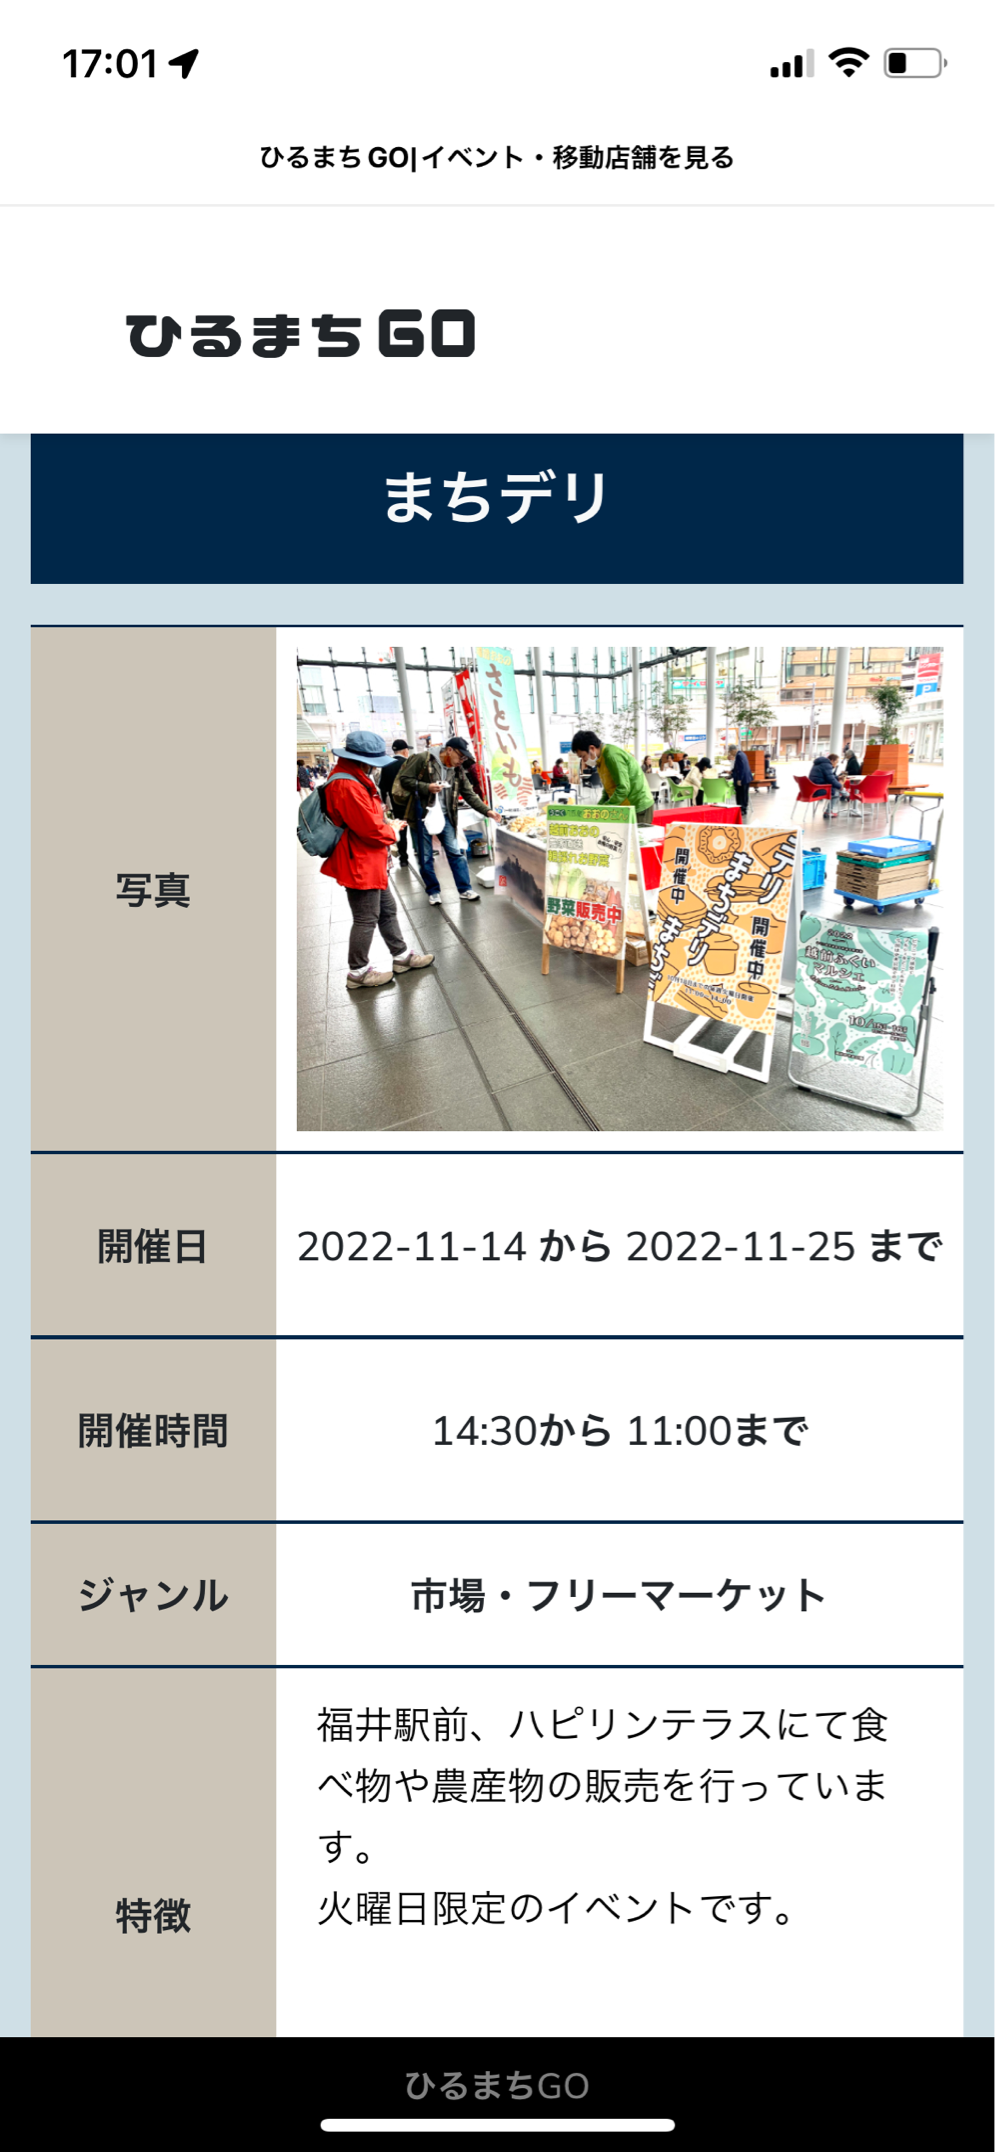 17:01
ひるまちGO|イベント・移動店舗を見る
ひるまちGO
まちデリ
写真
さといも
野菜販売中
開催中
まちデリ
デリ
開催中
2022
越前ふくい
マルシェ
開催日
2022-11-14 から 2022-11-25 まで
開催時間
14:30から 11:00まで
ジャンル
市場・フリーマーケット
特徴
福井駅前、ハピリンテラスにて食
べ物や農産物の販売を行っていま
す。
火曜日限定のイベントです。
ひるまちGO